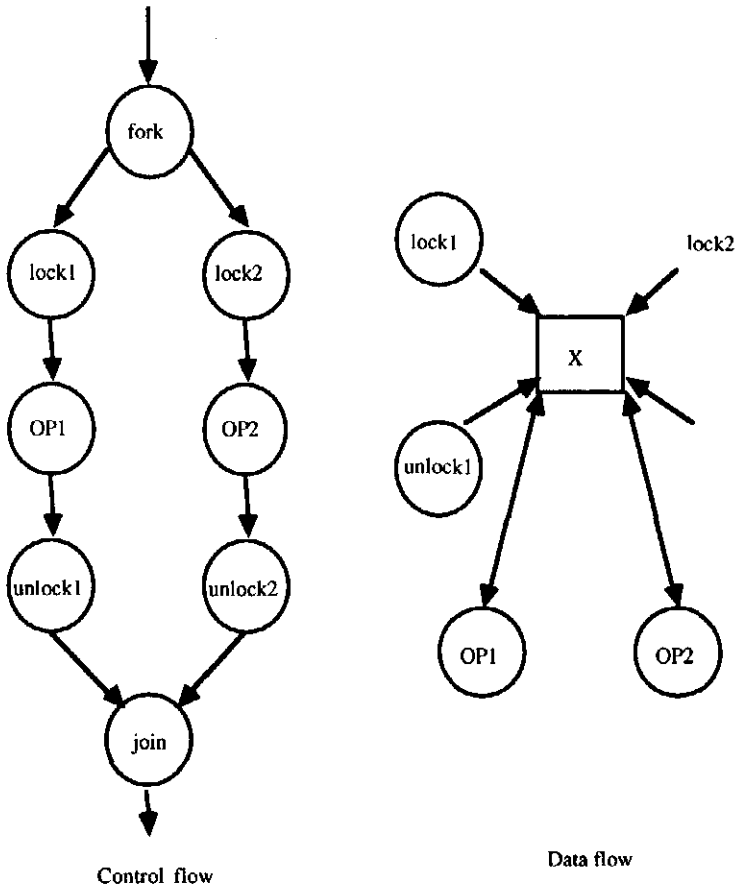 fork
lock1
lock2
OP1
OP2
unlock1
unlock2
join
Control flow
lock1
lock2
X
unlock1
OP1
OP2
Data flow